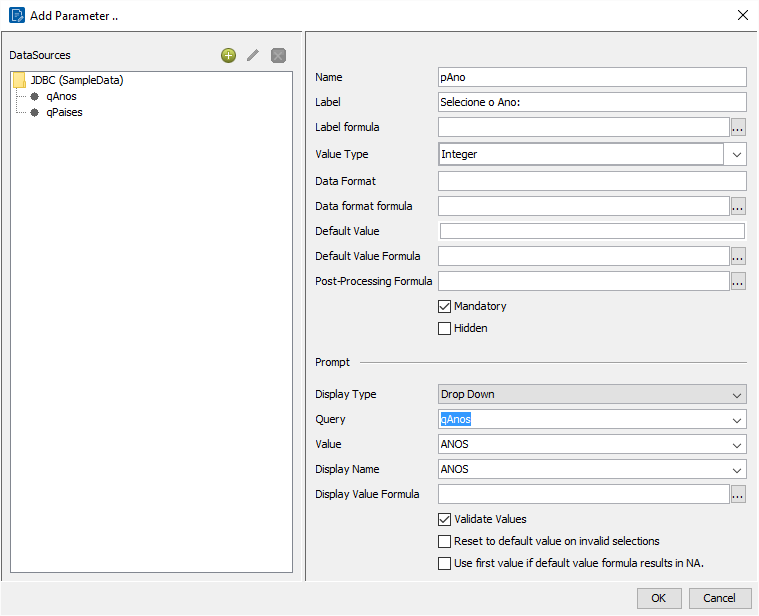 Add Parameter ..
DataSources
JDBC (SampleData)
qAnos
qPaises
Name pAno
Label Selecione o Ano:
Label formula ...
Value Type Integer
Data Format
Data format formula ...
Default Value
Default Value Formula ...
Post-Processing Formula ...
Mandatory
Hidden
Prompt
Display Type Drop Down
Query qAnos
Value ANOS
Display Name ANOS
Display Value Formula ...
Validate Values
Reset to default value on invalid selections
Use first value if default value formula results in NA.
OK Cancel